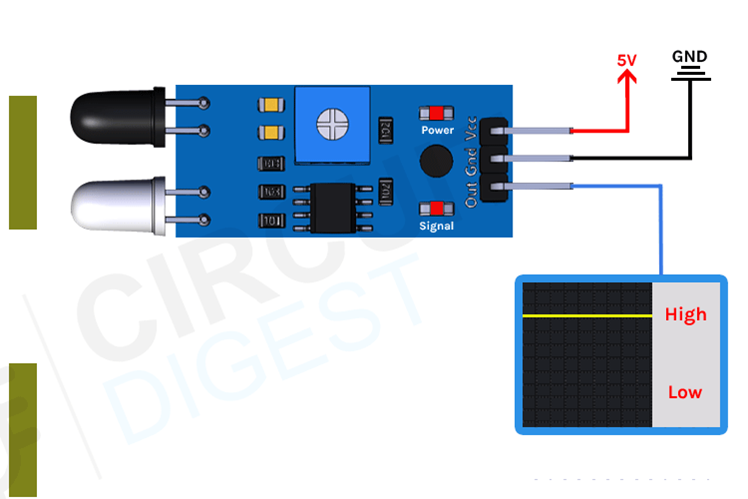 5V
GND
Power
Vcc
Gnd
Out
Signal
CIRCUIT
DIGEST
High
Low